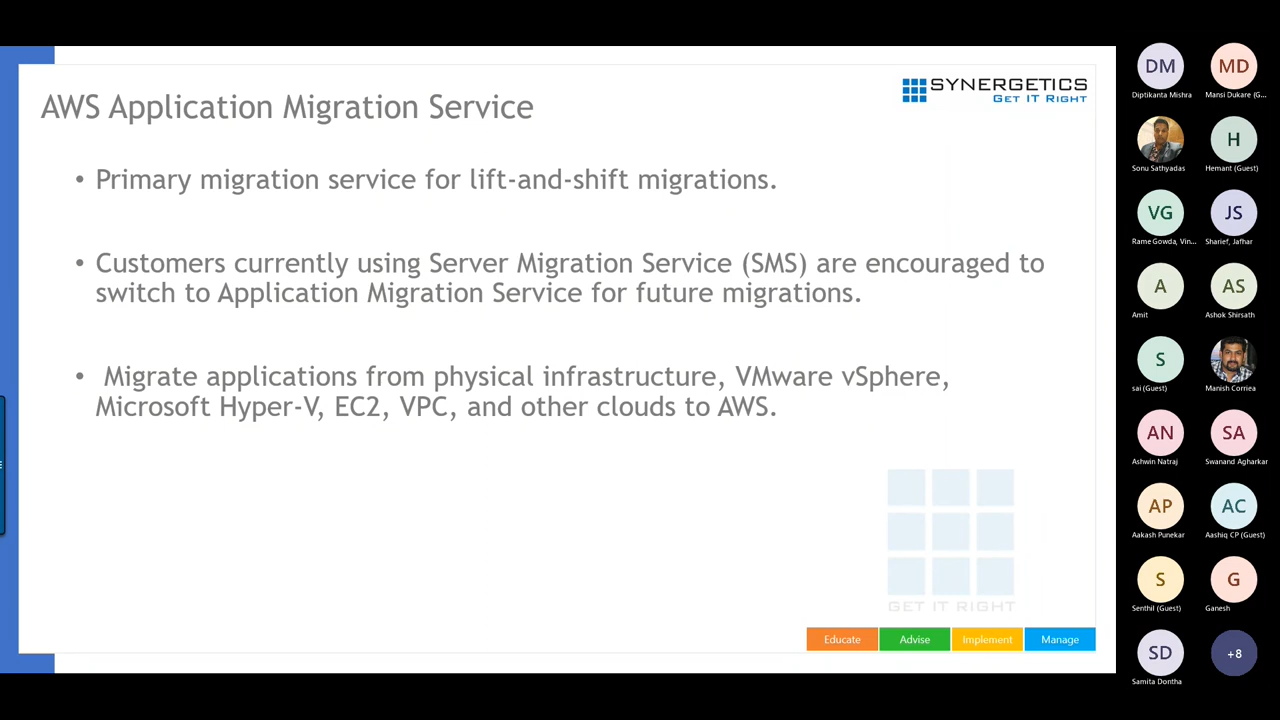 AWS Application Migration Service
SYNERGETICS
GET IT RIGHT
• Primary migration service for lift-and-shift migrations.
• Customers currently using Server Migration Service (SMS) are encouraged to
switch to Application Migration Service for future migrations.
• Migrate applications from physical infrastructure, VMware vSphere,
Microsoft Hyper-V, EC2, VPC, and other clouds to AWS.
GET IT RIGHT
Educate Advise Implement Manage
DM MD
Diptikanta Mishra Mansi Dukare (G...
H
Sonu Sathyadas Hemant (Guest)
VG JS
Rame Gowda, Vin... Sharief, Jafhar
A AS
Amit Ashok Shirsath
S
sai (Guest) Manish Corriea
AN SA
Ashwin Natraj Swanand Agharkar
AP AC
Aakash Punekar Aashiq CP (Guest)
S G
Senthil (Guest) Ganesh
SD +8
Samita Dontha